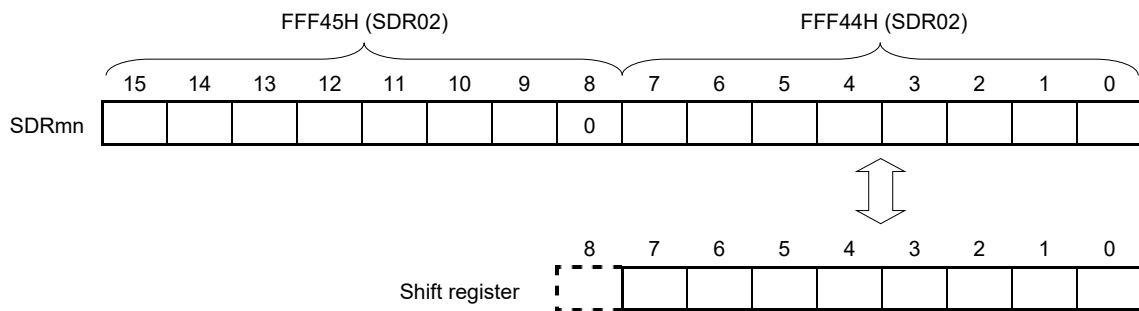 FFF45H (SDR02) FFF44H (SDR02)
15 14 13 12 11 10 9 8 7 6 5 4 3 2 1 0
SDRmn 0
8 7 6 5 4 3 2 1 0
Shift register